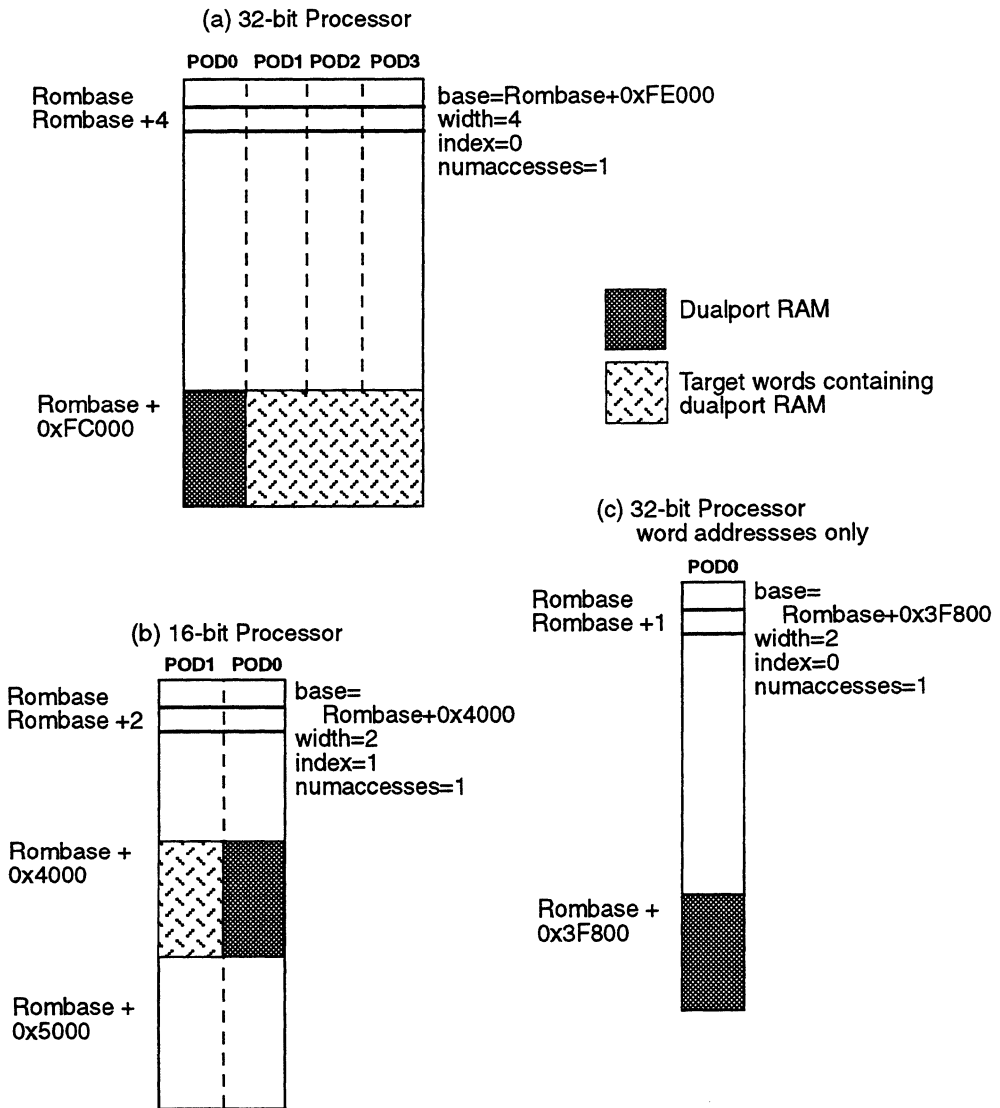 (a) 32-bit Processor
POD0 POD1 POD2 POD3
Rombase
Rombase +4
base=Rombase+0xFE000
width=4
index=0
numaccesses=1
Rombase +
0xFC000
Dualport RAM
Target words containing
dualport RAM
(c) 32-bit Processor
word addressses only
POD0
Rombase
Rombase +1
base=
Rombase+0x3F800
width=2
index=0
numaccesses=1
Rombase +
0x3F800
(b) 16-bit Processor
POD1 POD0
Rombase
Rombase +2
base=
Rombase+0x4000
width=2
index=1
numaccesses=1
Rombase +
0x4000
Rombase +
0x5000